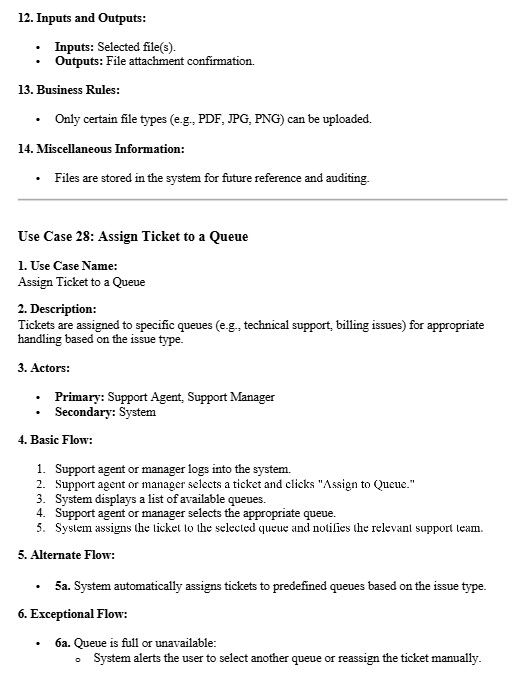 12. Inputs and Outputs:
• Inputs: Selected file(s).
• Outputs: File attachment confirmation.
13. Business Rules:
• Only certain file types (e.g., PDF, JPG, PNG) can be uploaded.
14. Miscellaneous Information:
• Files are stored in the system for future reference and auditing.
Use Case 28: Assign Ticket to a Queue
1. Use Case Name:
Assign Ticket to a Queue
2. Description:
Tickets are assigned to specific queues (e.g., technical support, billing issues) for appropriate
handling based on the issue type.
3. Actors:
• Primary: Support Agent, Support Manager
• Secondary: System
4. Basic Flow:
1. Support agent or manager logs into the system.
2. Support agent or manager selects a ticket and clicks "Assign to Queue."
3. System displays a list of available queues.
4. Support agent or manager selects the appropriate queue.
5. System assigns the ticket to the selected queue and notifies the relevant support team.
5. Alternate Flow:
• 5a. System automatically assigns tickets to predefined queues based on the issue type.
6. Exceptional Flow:
• 6a. Queue is full or unavailable:
o System alerts the user to select another queue or reassign the ticket manually.